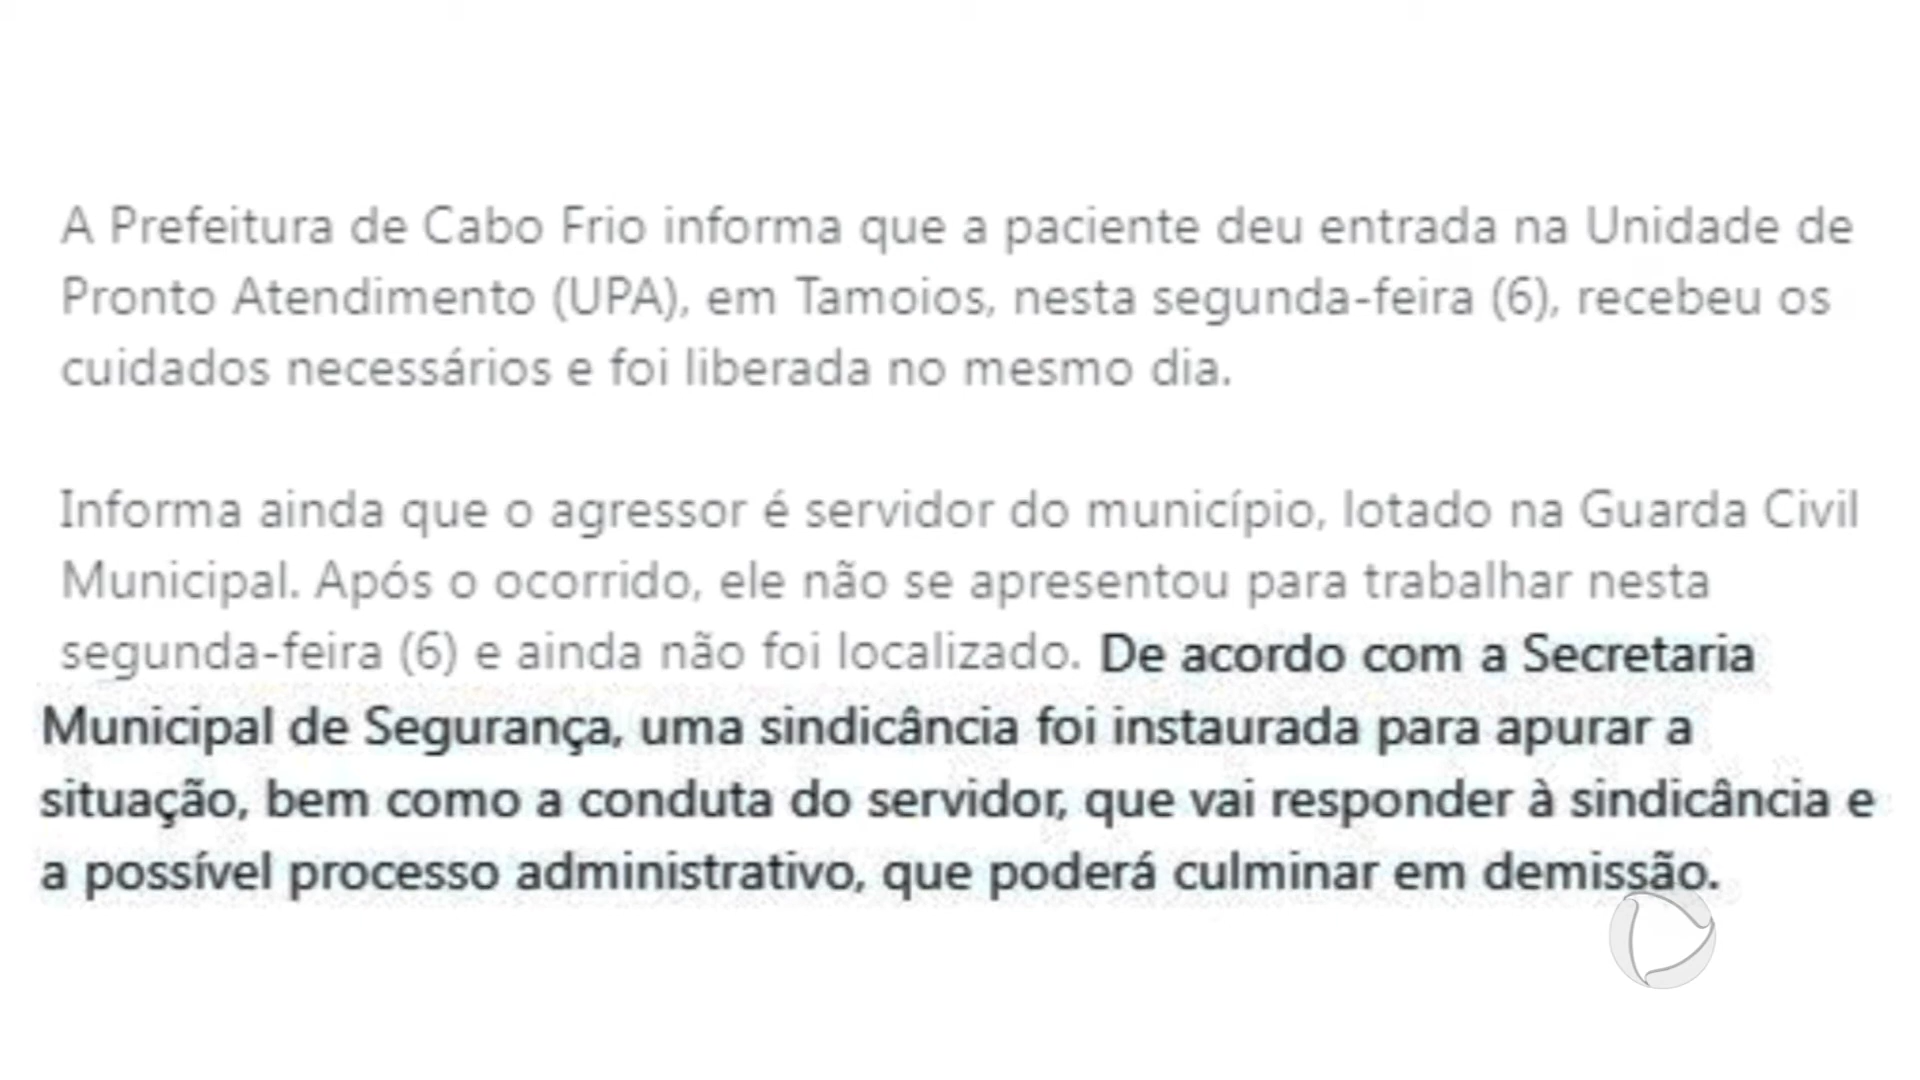 A Prefeitura de Cabo Frio informa que a paciente deu entrada na Unidade de
Pronto Atendimento (UPA), em Tamoios, nesta segunda-feira (6), recebeu os
cuidados necessários e foi liberada no mesmo dia.
Informa ainda que o agressor é servidor do município, lotado na Guarda Civil
Municipal. Após o ocorrido, ele não se apresentou para trabalhar nesta
segunda-feira (6) e ainda não foi localizado. De acordo com a Secretaria
Municipal de Segurança, uma sindicância foi instaurada para apurar a
situação, bem como a conduta do servidor, que vai responder à sindicância e
a possível processo administrativo, que poderá culminar em demissão.